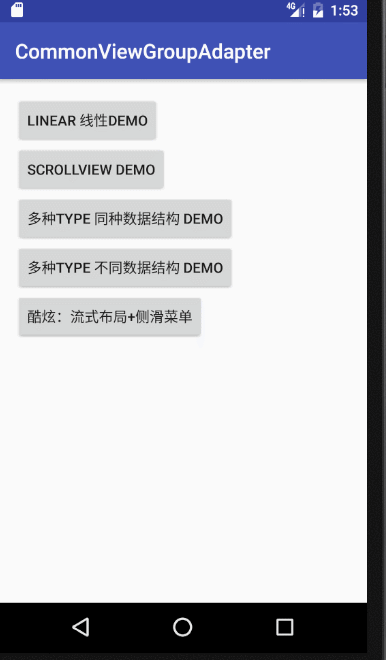 4G 1:53
CommonViewGroupAdapter
LINEAR 线性DEMO
SCROLLVIEW DEMO
多种TYPE 同种数据结构 DEMO
多种TYPE 不同数据结构 DEMO
酷炫：流式布局+侧滑菜单